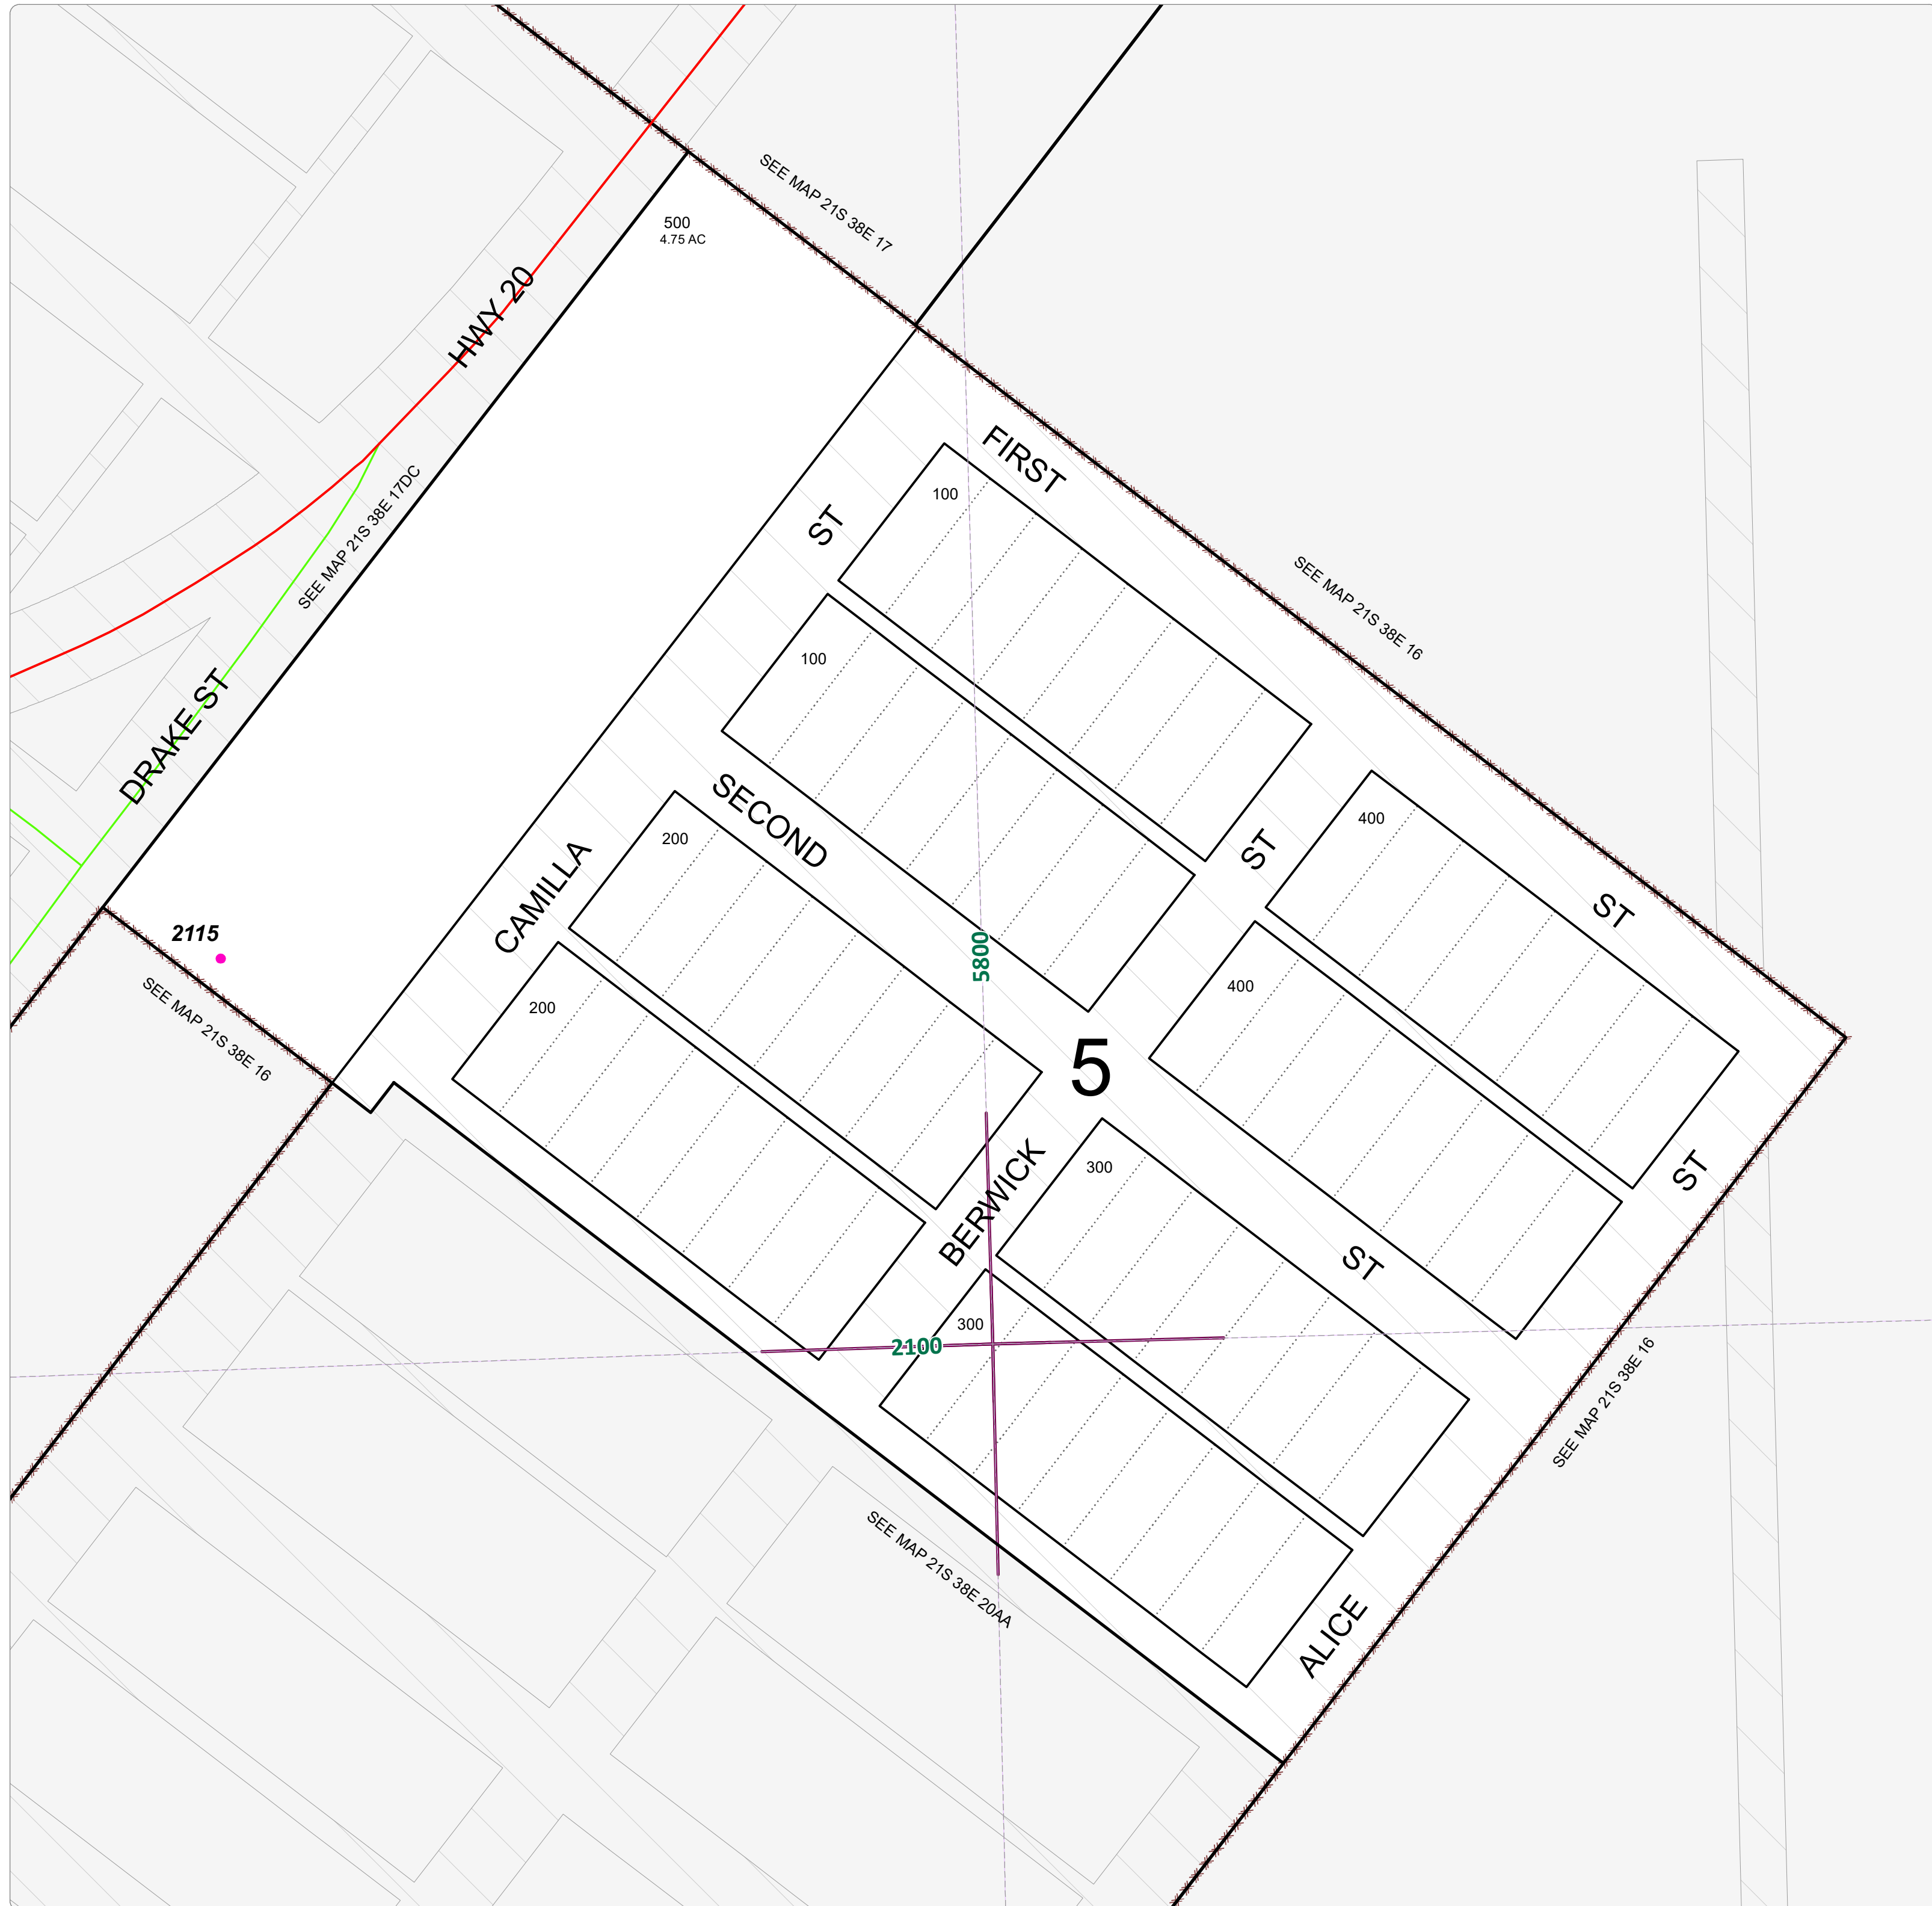 SEE MAP 21S 38E 17
500
4.75 AC
HWY 20
FIRST
100
ST
SEE MAP 21S 38E 17DC
SEE MAP 21S 38E 16
100
DRAKE ST
SECOND
200
400
ST
CAMILLA
ST
2115
5800
400
SEE MAP 21S 38E 16
200
5
300
ST
BERWICK
ST
300
2100
SEE MAP 21S 38E 16
SEE MAP 21S 38E 20AA
ALICE